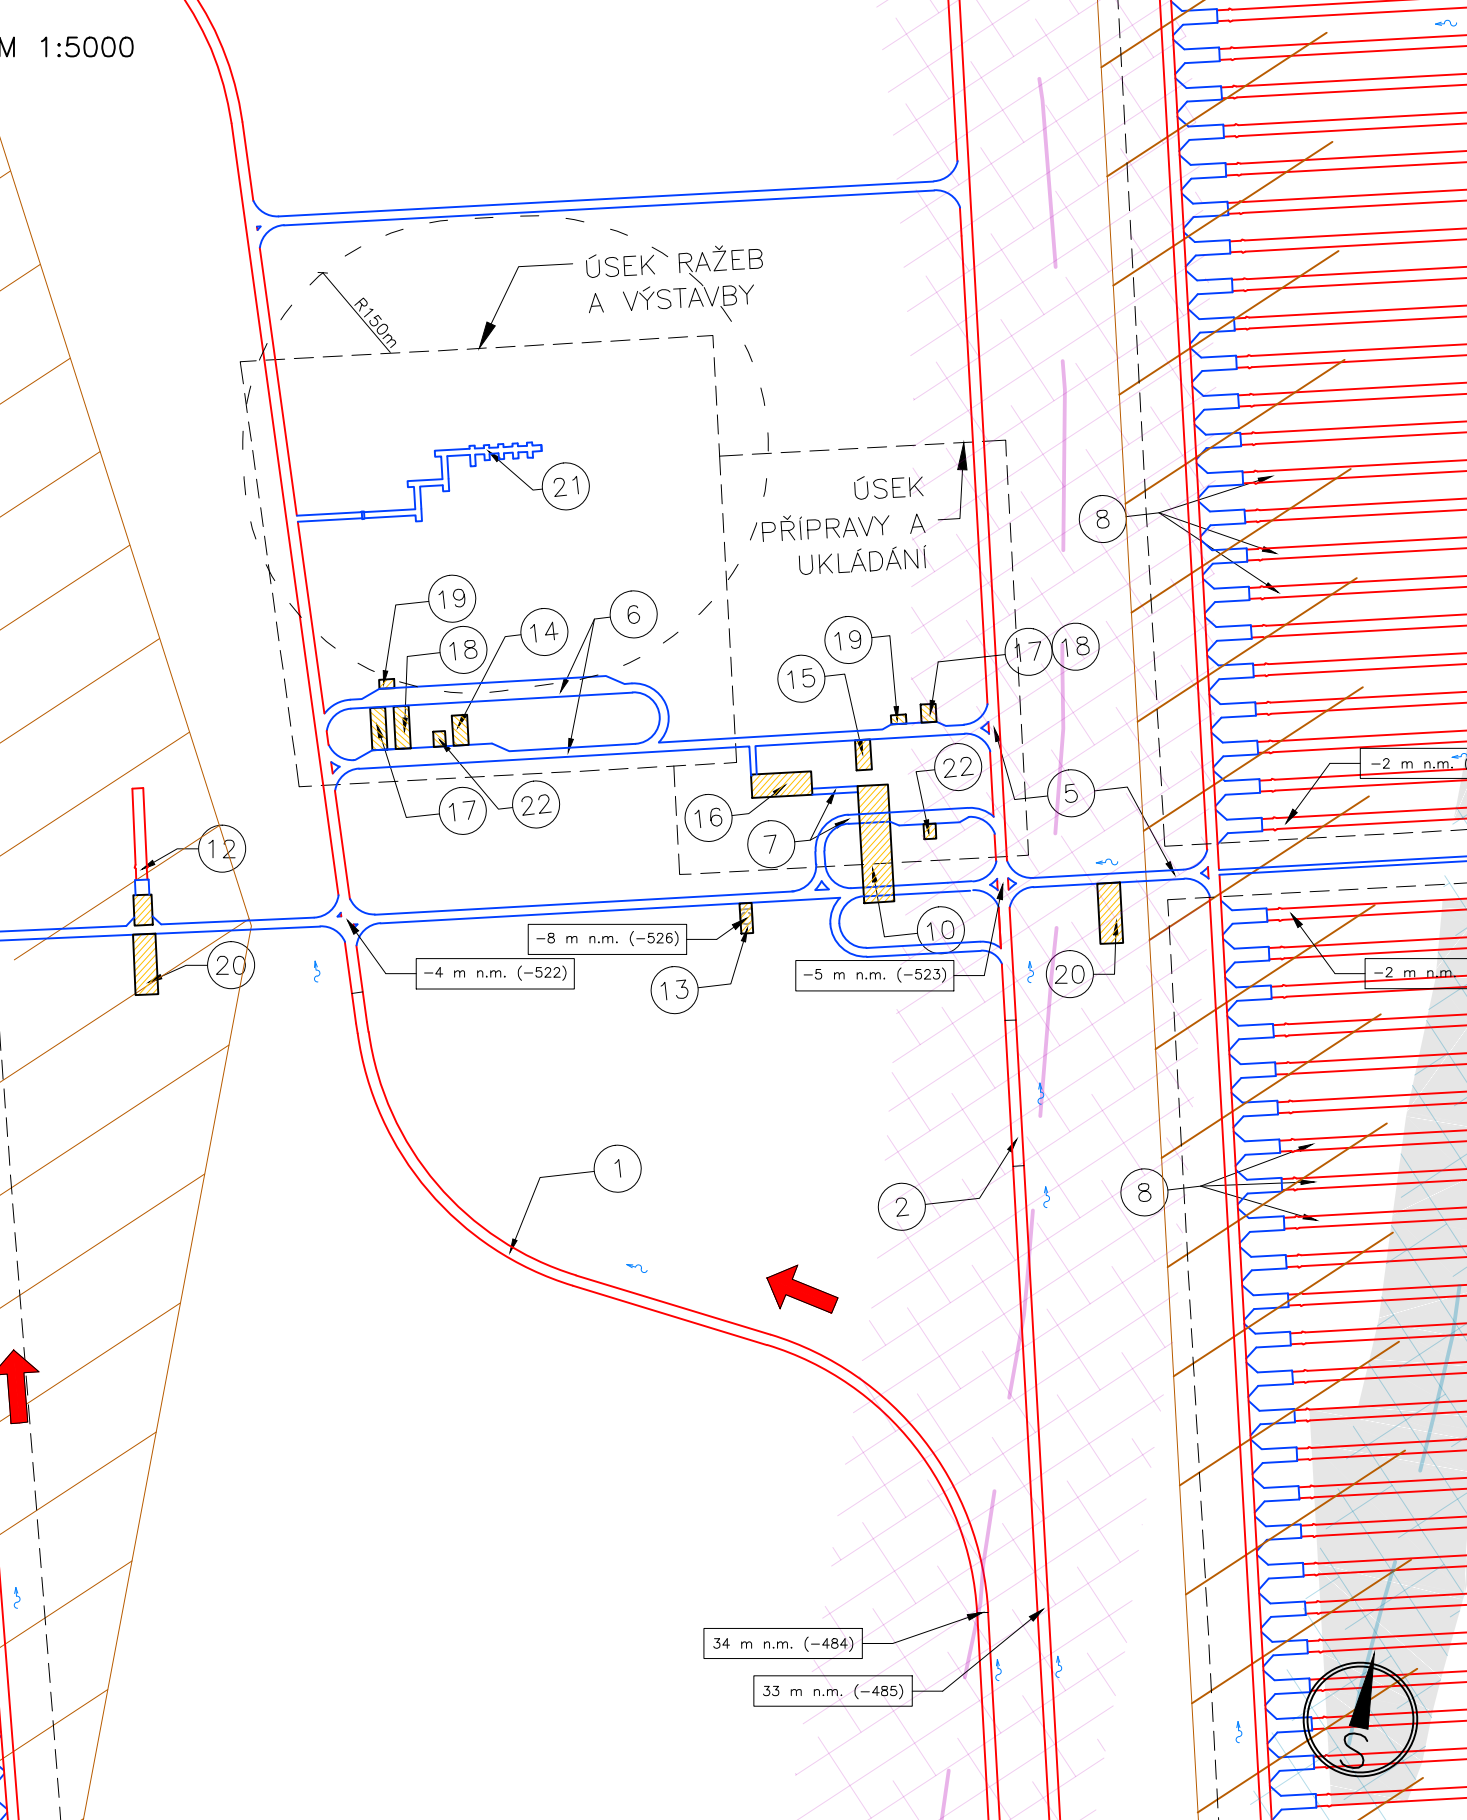 M 1:5000
ÚSEK RAŽEB
A VÝSTAVBY
R150m
21
ÚSEK
/PŘÍPRAVY A
UKLÁDÁNÍ
8
19
18
14
6
19
17
18
15
22
5
-2 m n.m. (
17
22
16
7
12
-8 m n.m. (-526)
10
20
-4 m n.m. (-522)
13
-5 m n.m. (-523)
20
-2 m n.m.
1
2
8
34 m n.m. (-484)
33 m n.m. (-485)
S